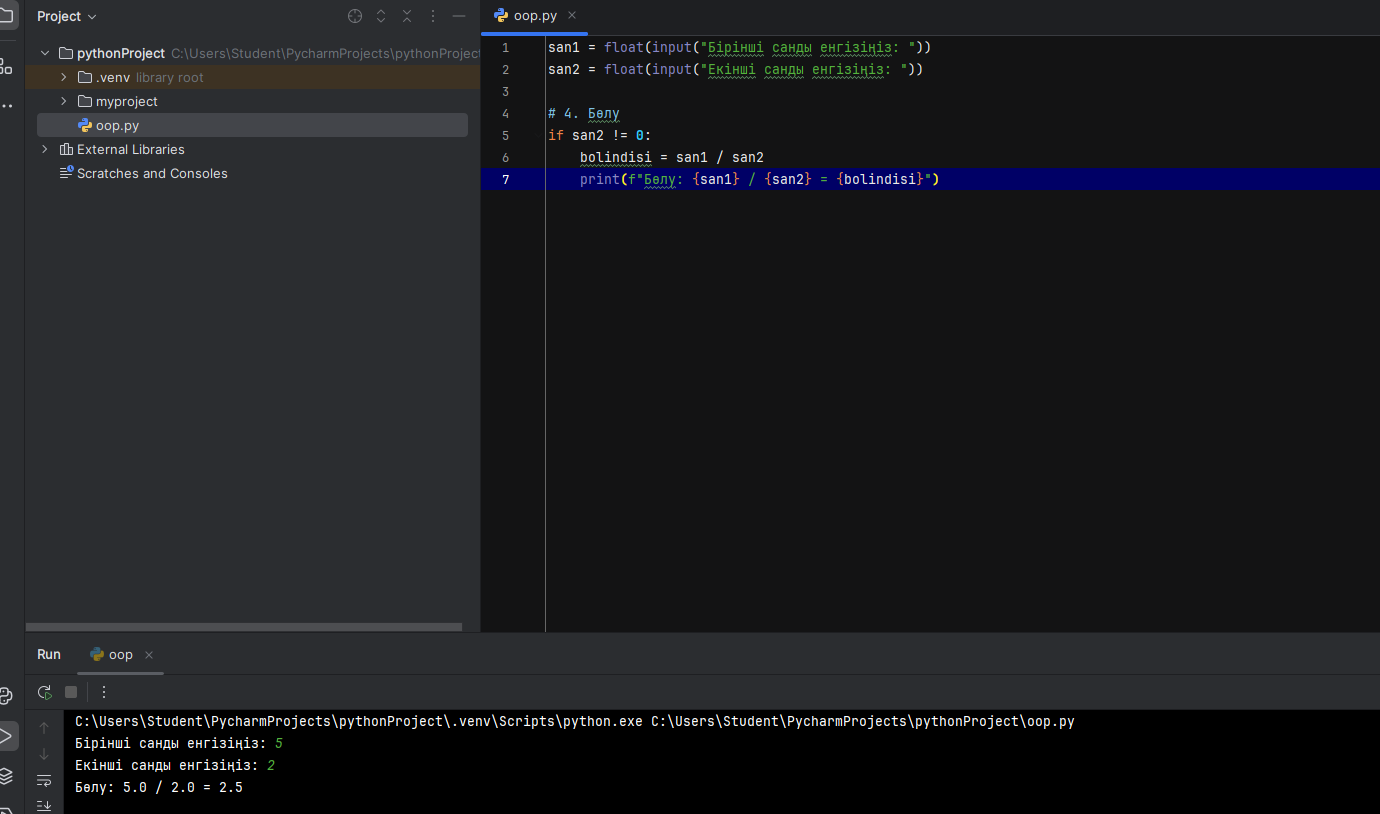 Project
oop.py
pythonProject C:\Users\Student\PycharmProjects\pythonProject
.venv library root
myproject
oop.py
External Libraries
Scratches and Consoles
1 san1 = float(input("Бірінші санды енгізіңіз: "))
2 san2 = float(input("Екінші санды енгізіңіз: "))
3
4 # 4. Бөлу
5 if san2 != 0:
6 bolindisi = san1 / san2
7 print(f"Бөлу: {san1} / {san2} = {bolindisi}")
Run oop
C:\Users\Student\PycharmProjects\pythonProject\.venv\Scripts\python.exe C:\Users\Student\PycharmProjects\pythonProject\oop.py
Бірінші санды енгізіңіз: 5
Екінші санды енгізіңіз: 2
Бөлу: 5.0 / 2.0 = 2.5